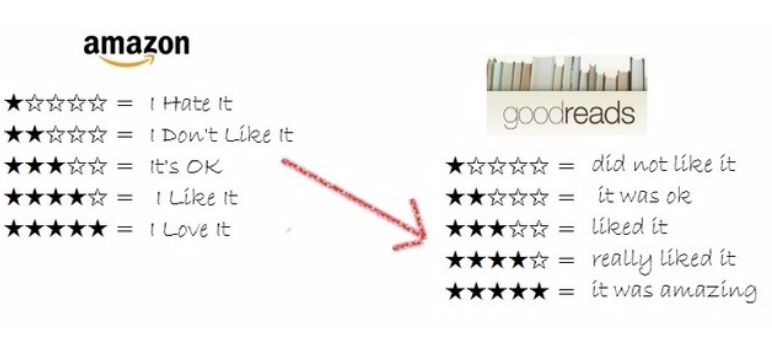 amazon
★☆☆☆☆ = I Hate It
★★☆☆☆ = I Don't Like It
★★★☆☆ = It's OK
★★★★☆ = I Like It
★★★★★ = I Love It
goodreads
★☆☆☆☆ = did not like it
★★☆☆☆ = it was ok
★★★☆☆ = liked it
★★★★☆ = really liked it
★★★★★ = it was amazing